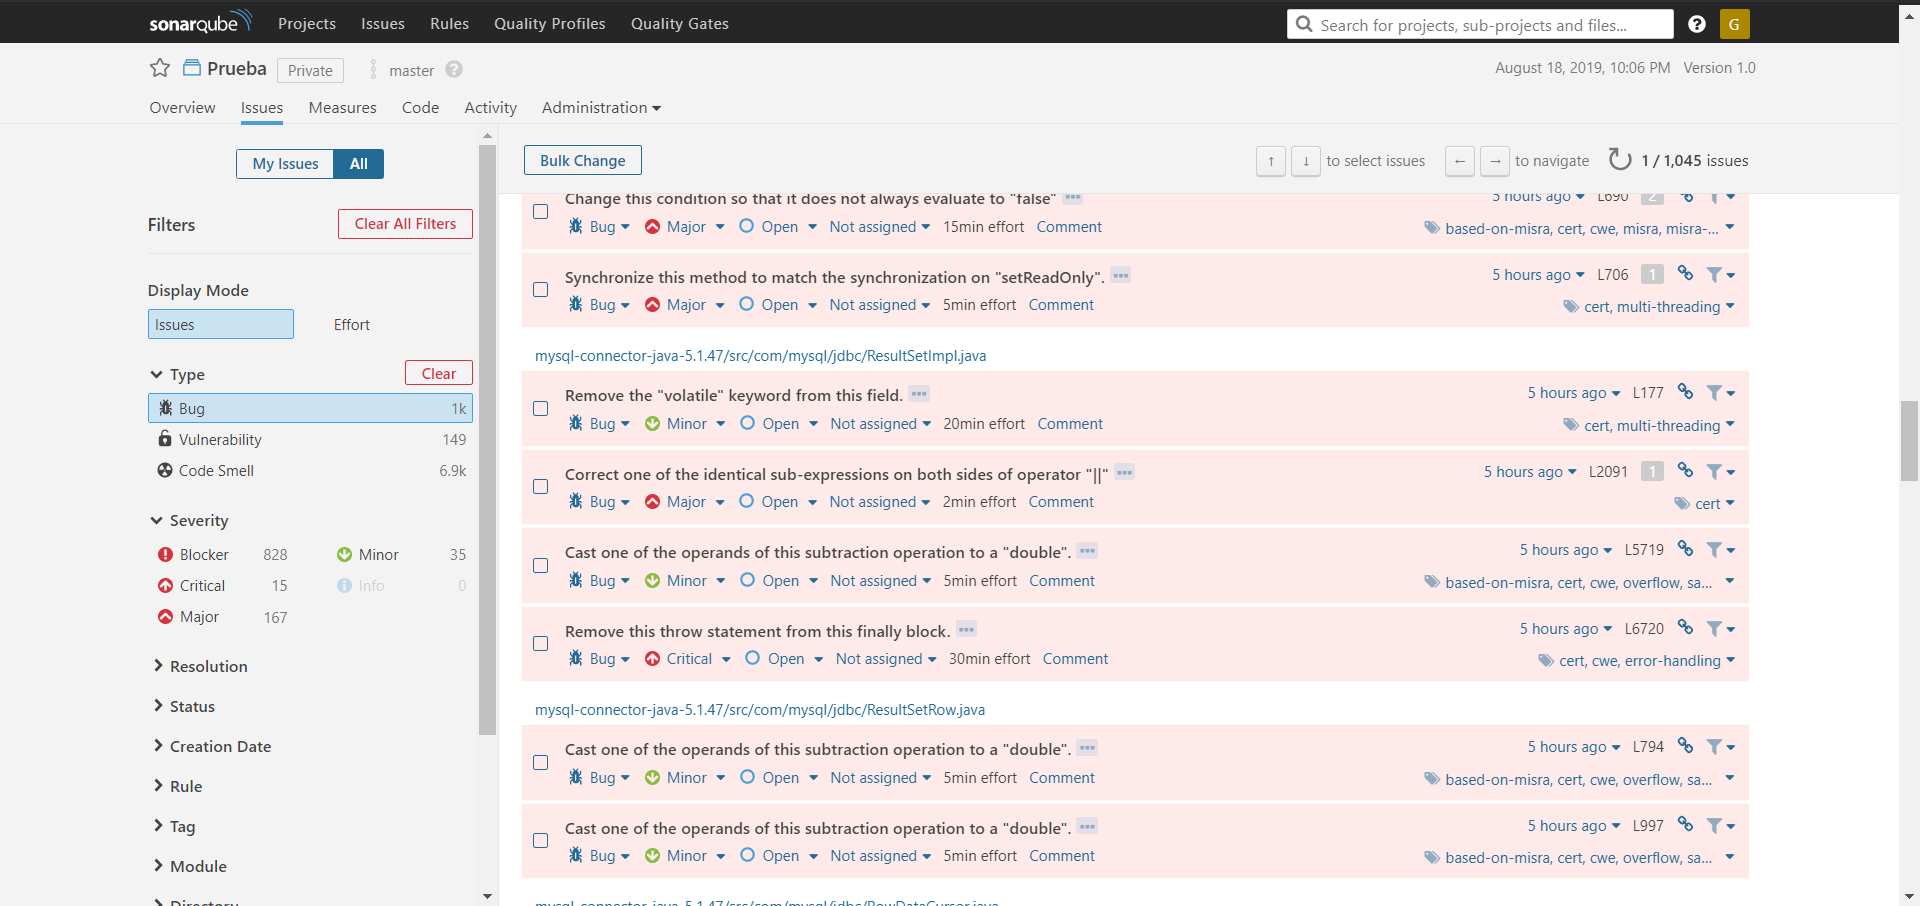 sonarqube Projects Issues Rules Quality Profiles Quality Gates Search for projects, sub-projects and files... ? G
Prueba Private master ? August 18, 2019, 10:06 PM Version 1.0
Overview Issues Measures Code Activity Administration
My Issues All
Filters Clear All Filters
Display Mode
Issues Effort
Type Clear
Bug 1k
Vulnerability 149
Code Smell 6.9k
Severity
Blocker 828 Minor 35
Critical 15 Info 0
Major 167
Resolution
Status
Creation Date
Rule
Tag
Module
Directory
Bulk Change ↑ ↓ to select issues ← → to navigate 1 / 1,045 issues
Change this condition so that it does not always evaluate to "false" ••• 5 hours ago L690 2
Bug Major Open Not assigned 15min effort Comment based-on-misra, cert, cwe, misra, misra-...
Synchronize this method to match the synchronization on "setReadOnly". ••• 5 hours ago L706 1
Bug Major Open Not assigned 5min effort Comment cert, multi-threading
mysql-connector-java-5.1.47/src/com/mysql/jdbc/ResultSetImpl.java
Remove the "volatile" keyword from this field. ••• 5 hours ago L177
Bug Minor Open Not assigned 20min effort Comment cert, multi-threading
Correct one of the identical sub-expressions on both sides of operator "||" ••• 5 hours ago L2091 1
Bug Major Open Not assigned 2min effort Comment cert
Cast one of the operands of this subtraction operation to a "double". ••• 5 hours ago L5719
Bug Minor Open Not assigned 5min effort Comment based-on-misra, cert, cwe, overflow, sa...
Remove this throw statement from this finally block. ••• 5 hours ago L6720
Bug Critical Open Not assigned 30min effort Comment cert, cwe, error-handling
mysql-connector-java-5.1.47/src/com/mysql/jdbc/ResultSetRow.java
Cast one of the operands of this subtraction operation to a "double". ••• 5 hours ago L794
Bug Minor Open Not assigned 5min effort Comment based-on-misra, cert, cwe, overflow, sa...
Cast one of the operands of this subtraction operation to a "double". ••• 5 hours ago L997
Bug Minor Open Not assigned 5min effort Comment based-on-misra, cert, cwe, overflow, sa...
mysql-connector-java-5.1.47/src/com/mysql/jdbc/RowDataCursor.java